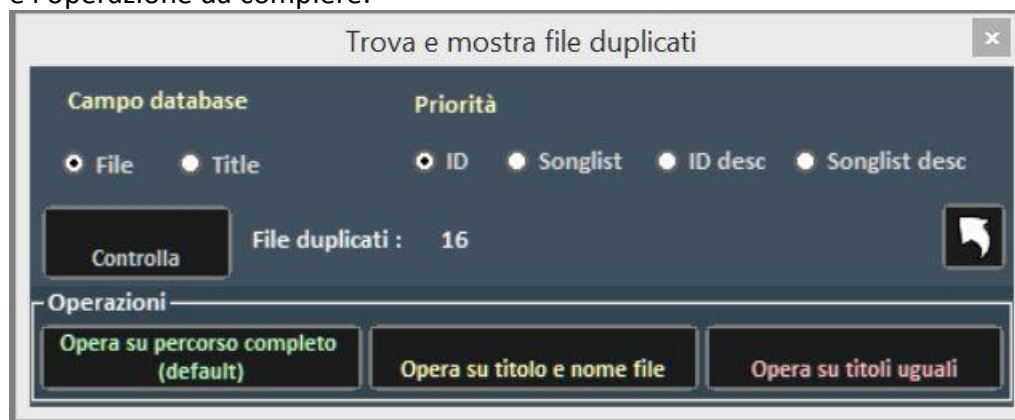 e l'operazione da compiere.
Trova e mostra file duplicati
Campo database Priorità
File Title ID Songlist ID desc Songlist desc
Controlla File duplicati : 16
Operazioni
Opera su percorso completo
(default)
Opera su titolo e nome file
Opera su titoli uguali